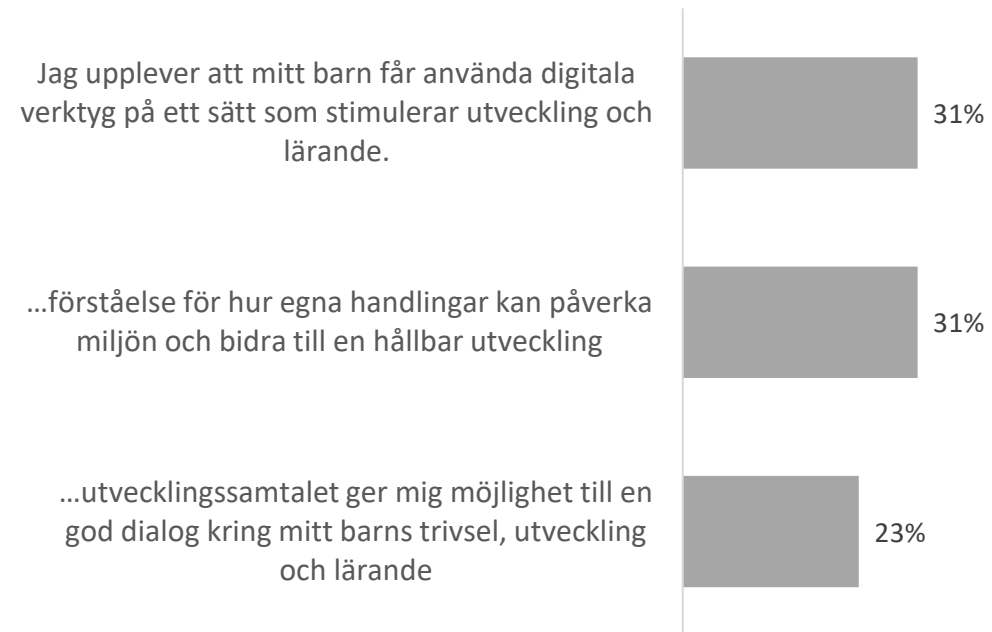 Jag upplever att mitt barn får använda digitala
verktyg på ett sätt som stimulerar utveckling och
lärande.
31%
…förståelse för hur egna handlingar kan påverka
miljön och bidra till en hållbar utveckling
31%
…utvecklingssamtalet ger mig möjlighet till en
god dialog kring mitt barns trivsel, utveckling
och lärande
23%